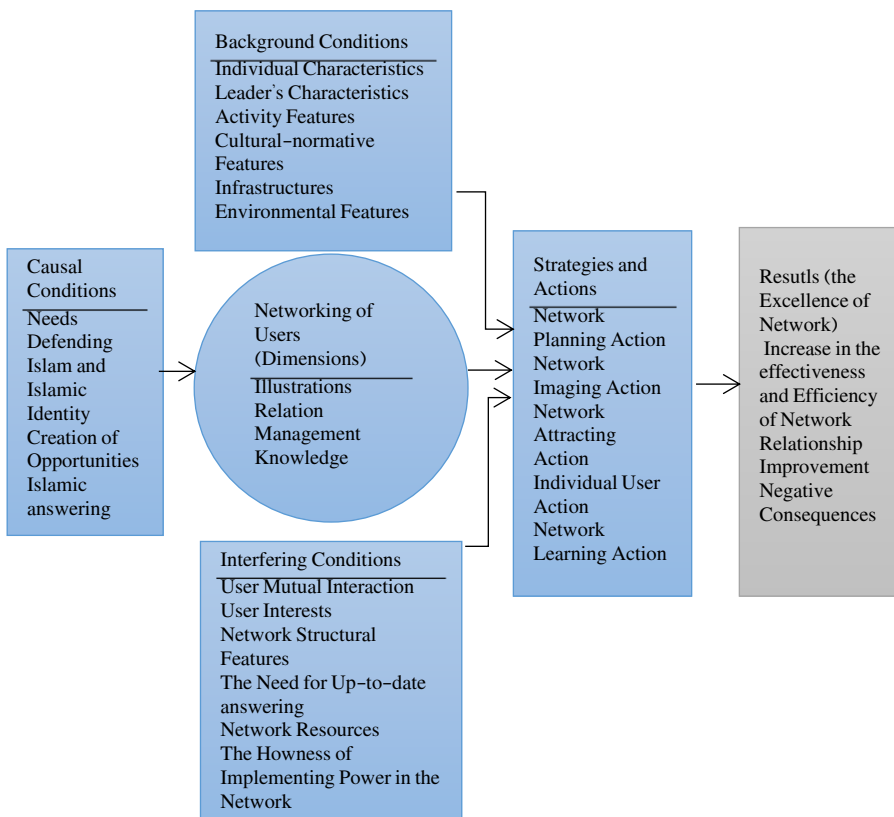 Background Conditions
Individual Characteristics
Leader's Characteristics
Activity Features
Cultural-normative
Features
Infrastructures
Environmental Features
Causal
Conditions
Needs
Defending
Islam and
Islamic
Identity
Creation of
Opportunities
Islamic
answering
Networking of
Users
(Dimensions)
Illustrations
Relation
Management
Knowledge
Interfering Conditions
User Mutual Interaction
User Interests
Network Structural
Features
The Need for Up-to-date
answering
Network Resources
The Howness of
Implementing Power in the
Network
Strategies and
Actions
Network
Planning Action
Network
Imaging Action
Network
Attracting
Action
Individual User
Action
Network
Learning Action
Resutls (the
Excellence of
Network)
Increase in the
effectiveness
and Efficiency
of Network
Relationship
Improvement
Negative
Consequences